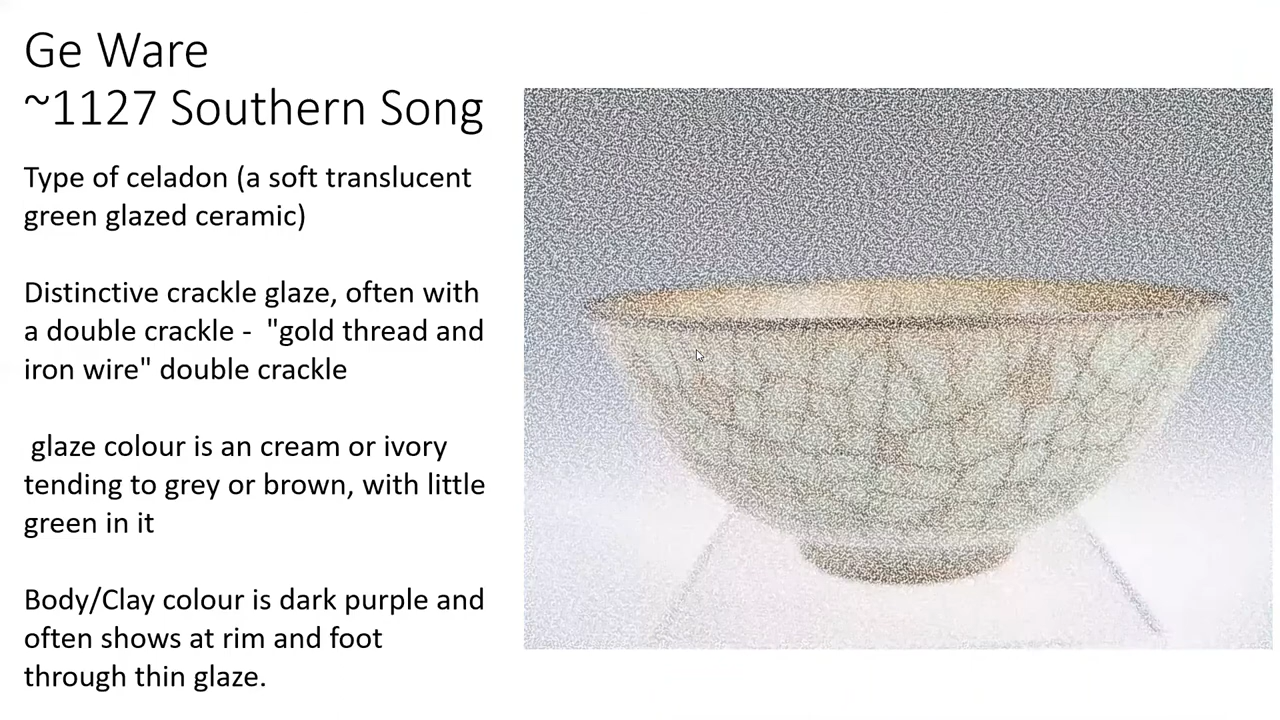 Ge Ware
~1127 Southern Song
Type of celadon (a soft translucent
green glazed ceramic)
Distinctive crackle glaze, often with
a double crackle -  "gold thread and
iron wire" double crackle
glaze colour is an cream or ivory
tending to grey or brown, with little
green in it
Body/Clay colour is dark purple and
often shows at rim and foot
through thin glaze.